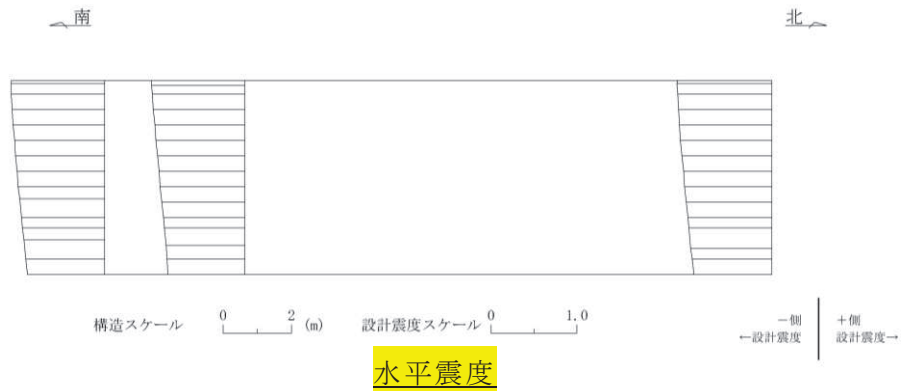 南 北
構造スケール 0 2 (m) 設計震度スケール 0 1.0
－側 ＋側
←設計震度 設計震度→
水平震度